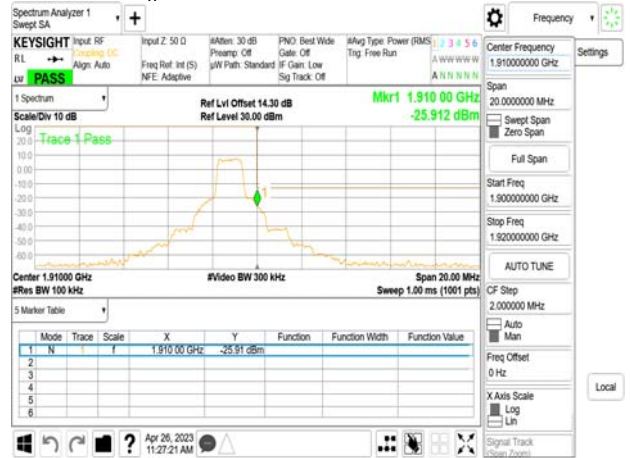 Spectrum Analyzer 1
Swept SA
+
Frequency
KEYSIGHT
RL
LW PASS
Input: RF
Coupling: DC
Align: Auto
Input Z: 50 Ω
Freq Ref: Int (S)
NFE: Adaptive
#Atten: 30 dB
Preamp: Off
µW Path: Standard
PNO: Best Wide
Gate: Off
IF Gain: Low
Sig Track: Off
#Avg Type: Power (RMS
Trig: Free Run
1 2 3 4 5 6
A W W W W W
A N N N N N
Center Frequency
1.910000000 GHz
Settings
1 Spectrum
Scale/Div 10 dB
Ref Lvl Offset 14.30 dB
Ref Level 30.00 dBm
Mkr1 1.910 00 GHz
-25.912 dBm
Span
20.0000000 MHz
Swept Span
Zero Span
Log
Trace 1 Pass
20.0
10.0
0.00
-10.0
-20.0
-30.0
-40.0
-50.0
-60.0
1
Full Span
Start Freq
1.900000000 GHz
Stop Freq
1.920000000 GHz
AUTO TUNE
Center 1.91000 GHz
#Res BW 100 kHz
#Video BW 300 kHz
Span 20.00 MHz
Sweep 1.00 ms (1001 pts)
CF Step
2.000000 MHz
Auto
Man
5 Marker Table
Mode Trace Scale X Y Function Function Width Function Value
1 N 1 f 1.910 00 GHz -25.91 dBm
2
3
4
5
6
Freq Offset
0 Hz
X Axis Scale
Log
Lin
Local
Signal Track
(Span Zoom)
?
Apr 26, 2023
11:27:21 AM